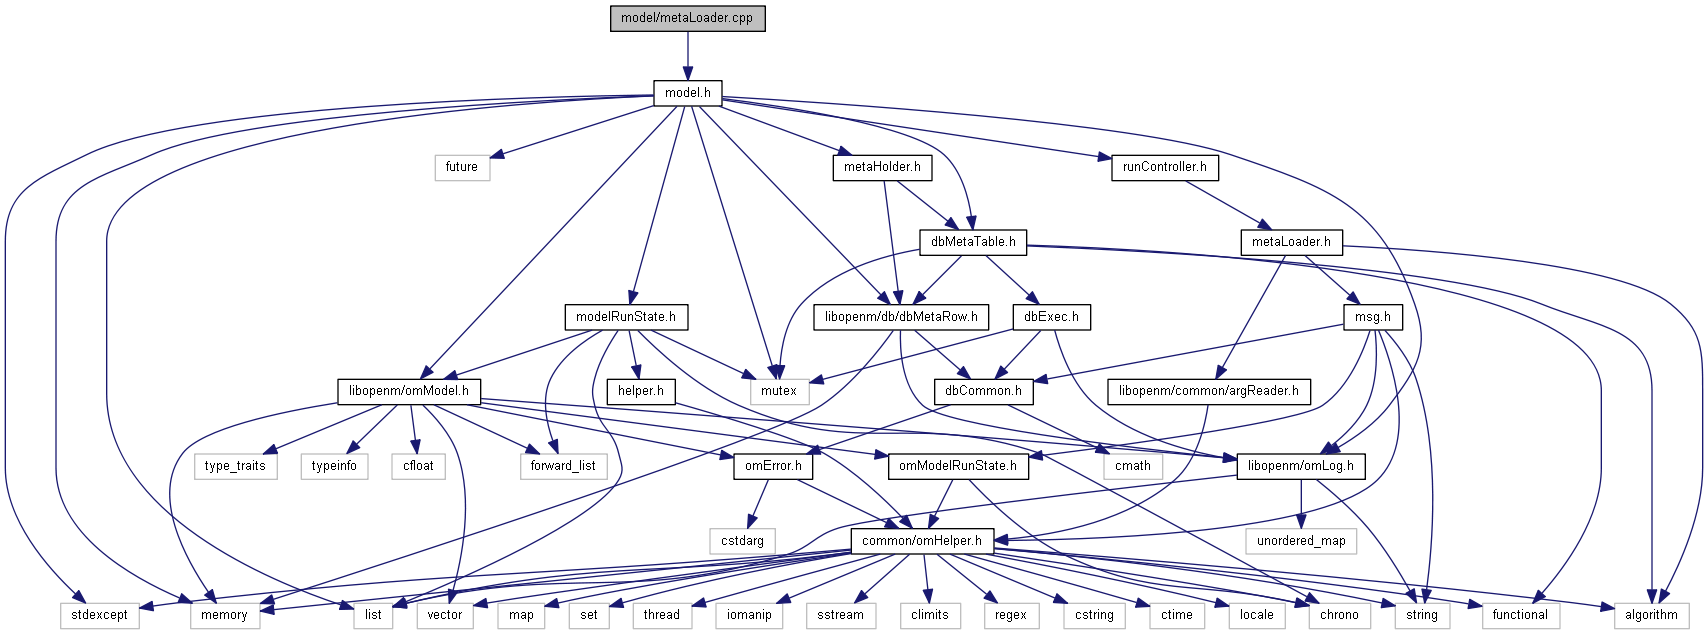 model/metaLoader.cpp
model.h
future
metaHolder.h
runController.h
dbMetaTable.h
metaLoader.h
modelRunState.h
libopenm/db/dbMetaRow.h
dbExec.h
msg.h
libopenm/omModel.h
helper.h
mutex
dbCommon.h
libopenm/common/argReader.h
type_traits
typeinfo
cfloat
forward_list
omError.h
omModelRunState.h
cmath
libopenm/omLog.h
cstdarg
common/omHelper.h
unordered_map
stdexcept
memory
list
vector
map
set
thread
iomanip
sstream
climits
regex
cstring
ctime
locale
chrono
string
functional
algorithm